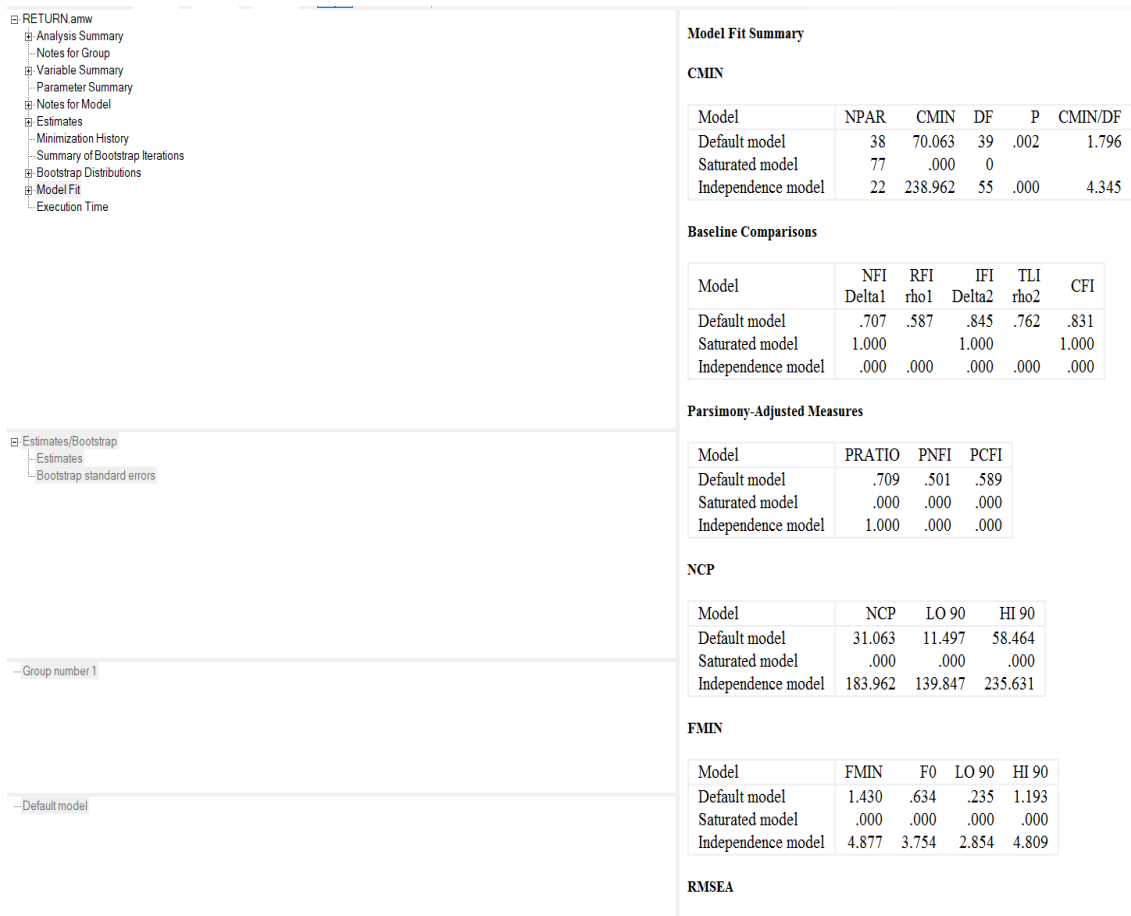 RETURN.amw
Analysis Summary
Notes for Group
Variable Summary
Parameter Summary
Notes for Model
Estimates
Minimization History
Summary of Bootstrap Iterations
Bootstrap Distributions
Model Fit
Execution Time
Estimates/Bootstrap
Estimates
Bootstrap standard errors
Group number 1
Default model
Model Fit Summary
CMIN
Model NPAR CMIN DF P CMIN/DF
Default model 38 70.063 39 .002 1.796
Saturated model 77 .000 0
Independence model 22 238.962 55 .000 4.345
Baseline Comparisons
Model NFI Delta1 RFI rho1 IFI Delta2 TLI rho2 CFI
Default model .707 .587 .845 .762 .831
Saturated model 1.000 1.000 1.000
Independence model .000 .000 .000 .000 .000
Parsimony-Adjusted Measures
Model PRATIO PNFI PCFI
Default model .709 .501 .589
Saturated model .000 .000 .000
Independence model 1.000 .000 .000
NCP
Model NCP LO 90 HI 90
Default model 31.063 11.497 58.464
Saturated model .000 .000 .000
Independence model 183.962 139.847 235.631
FMIN
Model FMIN F0 LO 90 HI 90
Default model 1.430 .634 .235 1.193
Saturated model .000 .000 .000 .000
Independence model 4.877 3.754 2.854 4.809
RMSEA